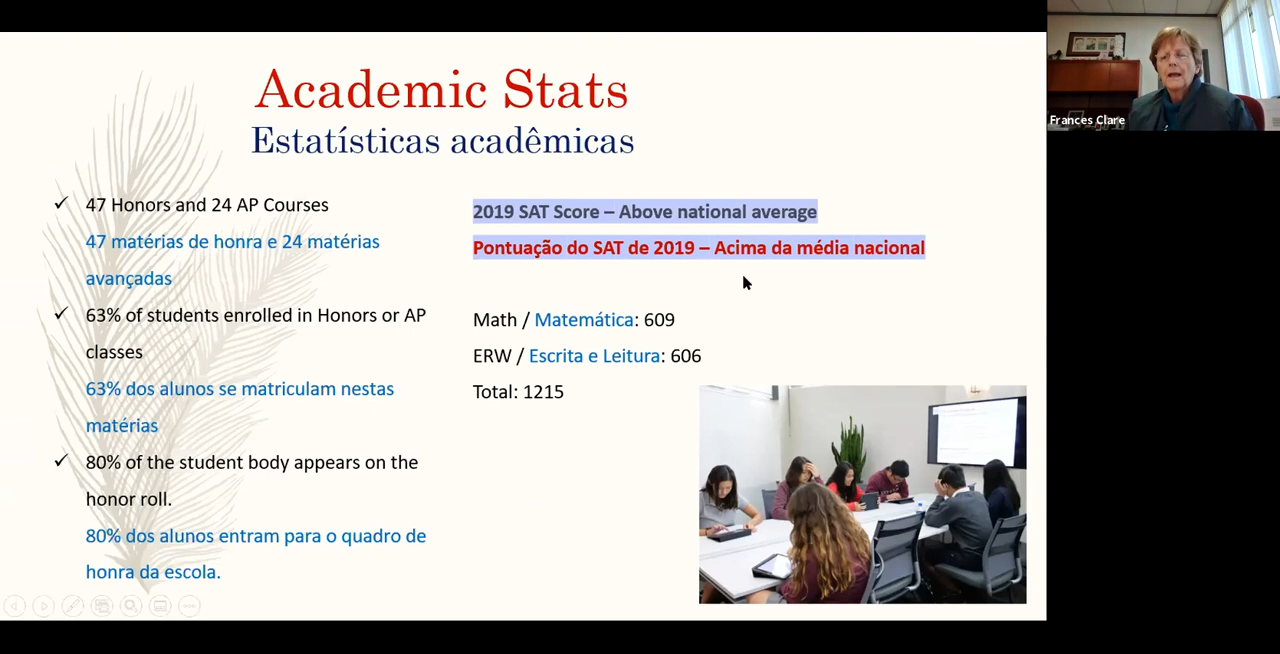 Academic Stats
Estatísticas acadêmicas
47 Honors and 24 AP Courses
47 matérias de honra e 24 matérias
avançadas
63% of students enrolled in Honors or AP
classes
63% dos alunos se matriculam nestas
matérias
80% of the student body appears on the
honor roll.
80% dos alunos entram para o quadro de
honra da escola.
2019 SAT Score – Above national average
Pontuação do SAT de 2019 – Acima da média nacional
Math / Matemática: 609
ERW / Escrita e Leitura: 606
Total: 1215
Frances Clare